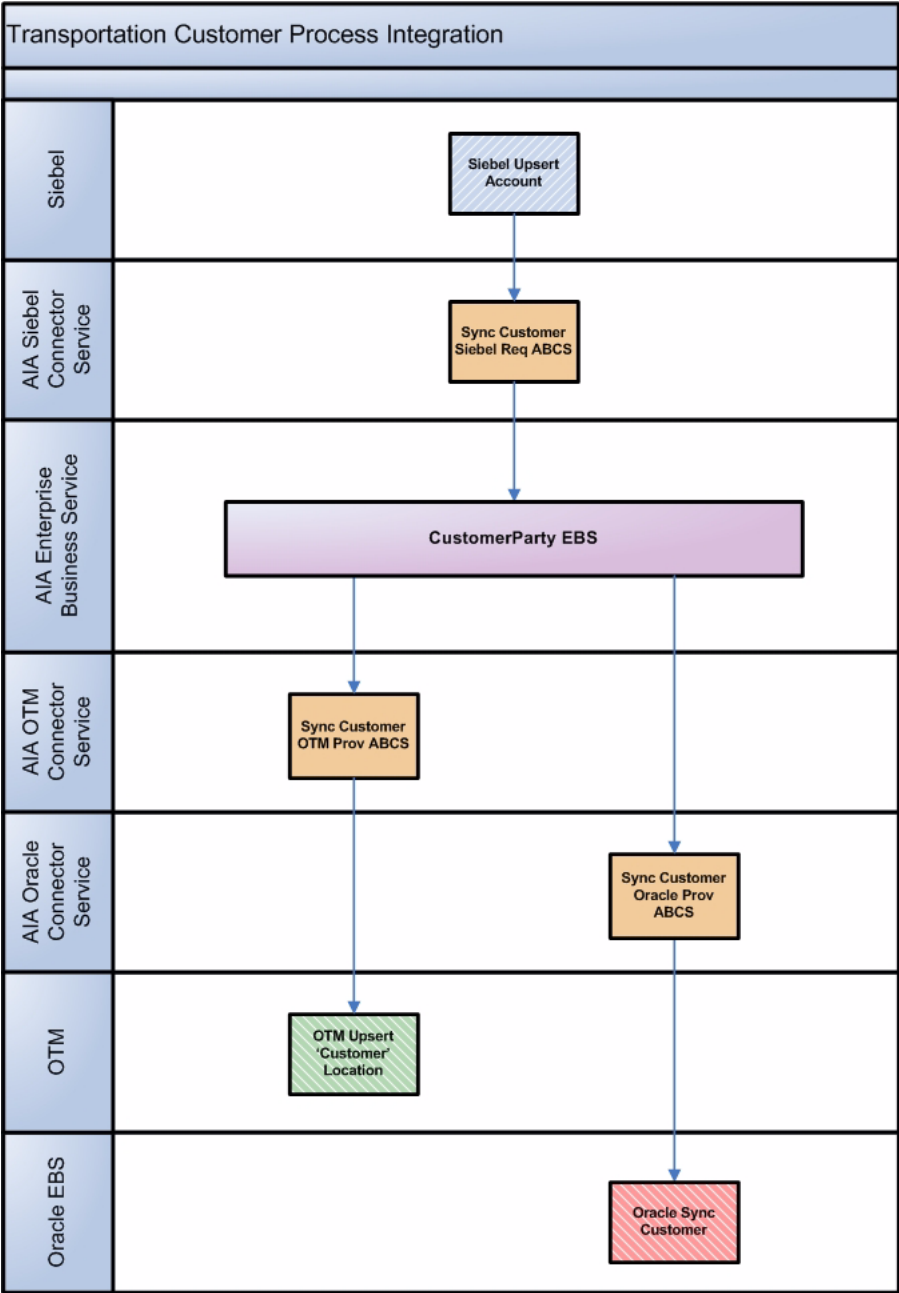 Transportation Customer Process Integration
Siebel
Siebel Upsert
Account
AIA Siebel
Connector
Service
Sync Customer
Siebel Req ABCS
AIA Enterprise
Business Service
CustomerParty EBS
AIA OTM
Connector
Service
Sync Customer
OTM Prov ABCS
AIA Oracle
Connector
Service
Sync Customer
Oracle Prov
ABCS
OTM
OTM Upsert
‘Customer’
Location
Oracle EBS
Oracle Sync
Customer